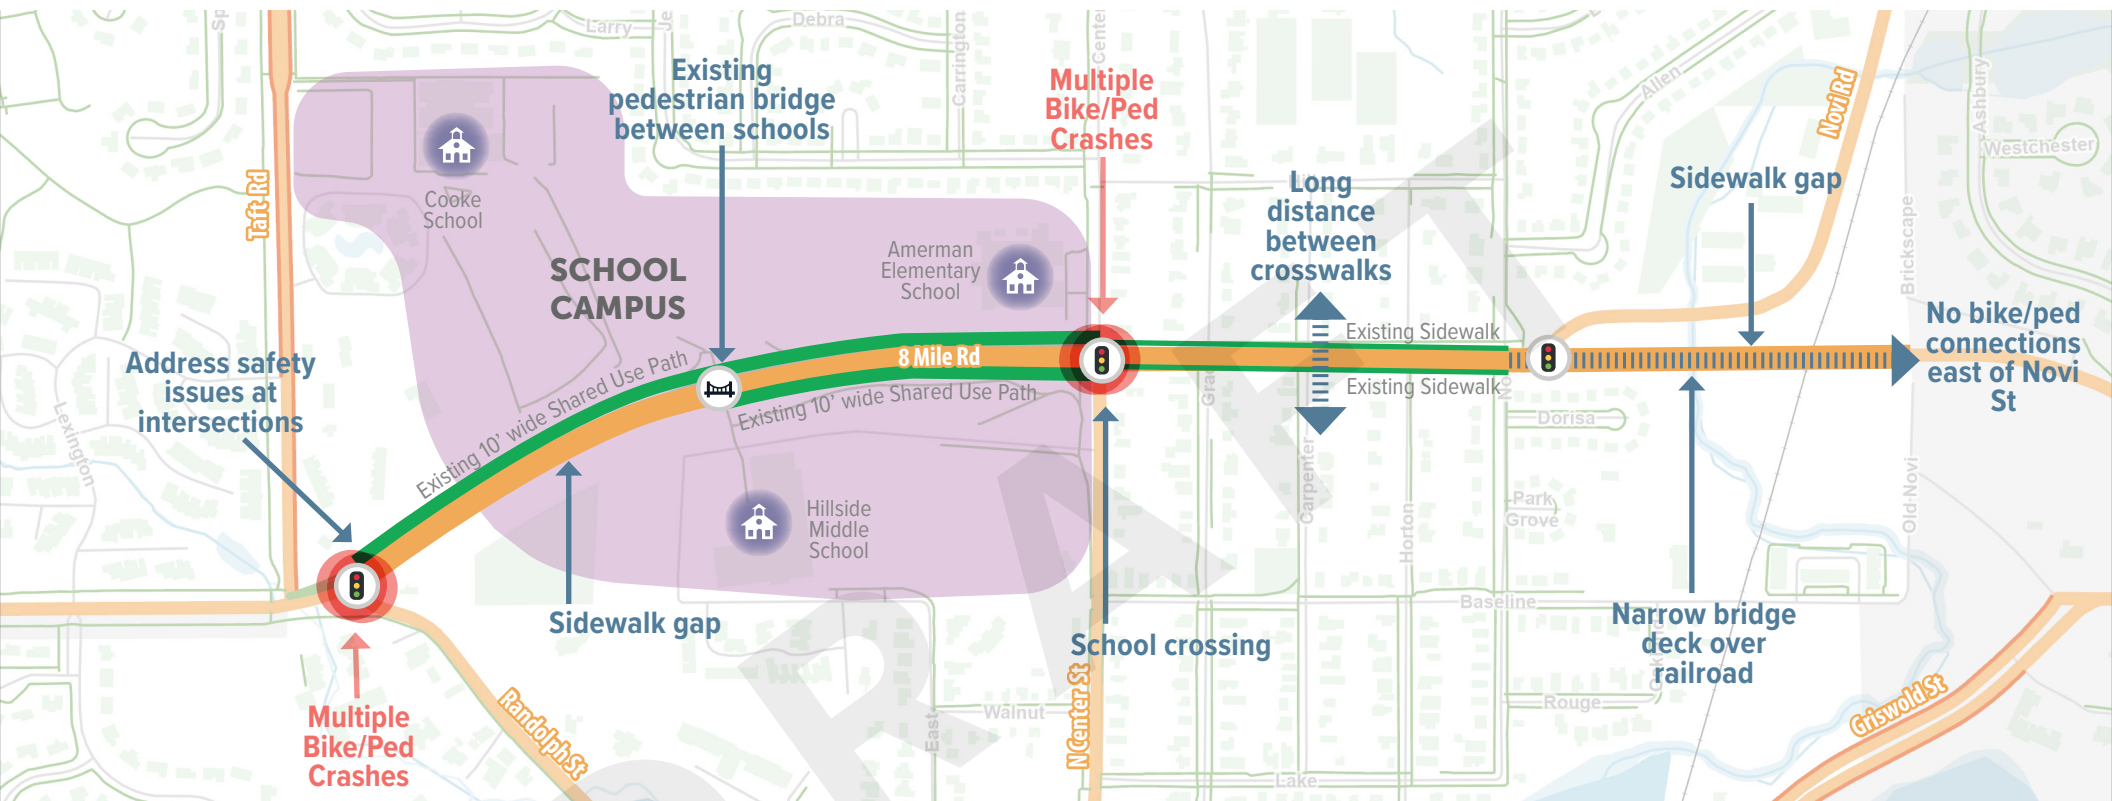 Larry
Debra
Carrington
Center
Existing
pedestrian bridge
between schools
Multiple
Bike/Ped
Crashes
Allen
Novi Rd
Ashbury
Westchester
Taft Rd
Cooke
School
SCHOOL
CAMPUS
Amerman
Elementary
School
Long
distance
between
crosswalks
Sidewalk gap
Brickscape
Address safety
issues at
intersections
Existing 10’ wide Shared Use Path
8 Mile Rd
Existing 10’ wide Shared Use Path
Existing Sidewalk
Existing Sidewalk
No bike/ped
connections
east of Novi
St
Lexington
Hillside
Middle
School
Carpenter
Horton
Dorisa
Park
Grove
Old Novi
Baseline
Sidewalk gap
School crossing
Narrow bridge
deck over
railroad
Multiple
Bike/Ped
Crashes
Randolph St
East
Walnut
N Center St
Lake
Rouge
Griswold St
DRAFT